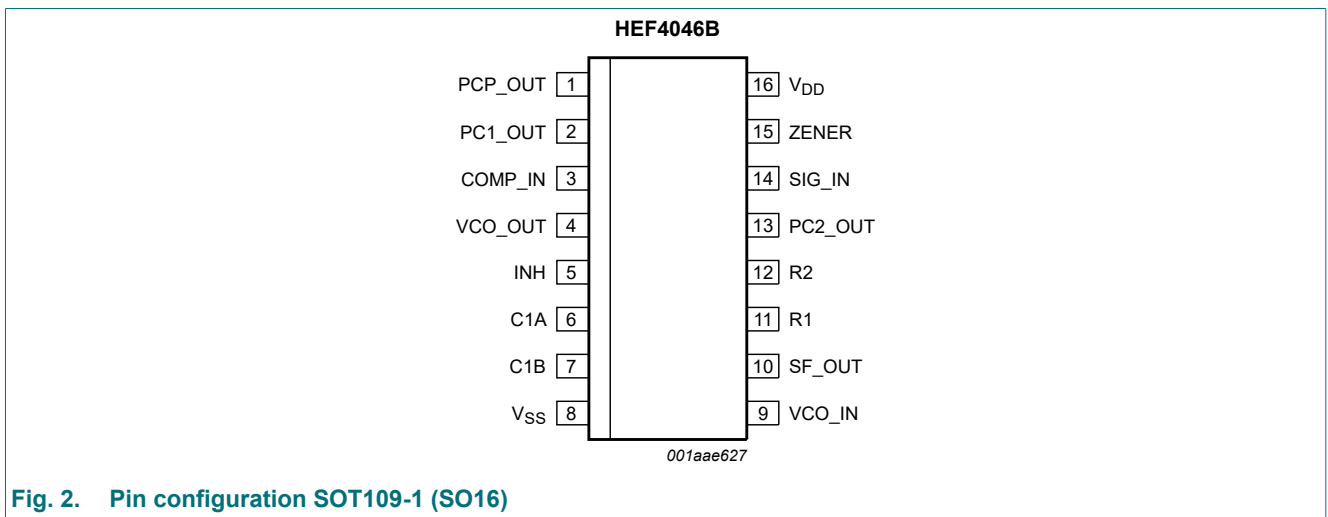 HEF4046B
PCP_OUT 1 16 VDD
PC1_OUT 2 15 ZENER
COMP_IN 3 14 SIG_IN
VCO_OUT 4 13 PC2_OUT
INH 5 12 R2
C1A 6 11 R1
C1B 7 10 SF_OUT
VSS 8 9 VCO_IN
001aae627
Fig. 2. Pin configuration SOT109-1 (SO16)